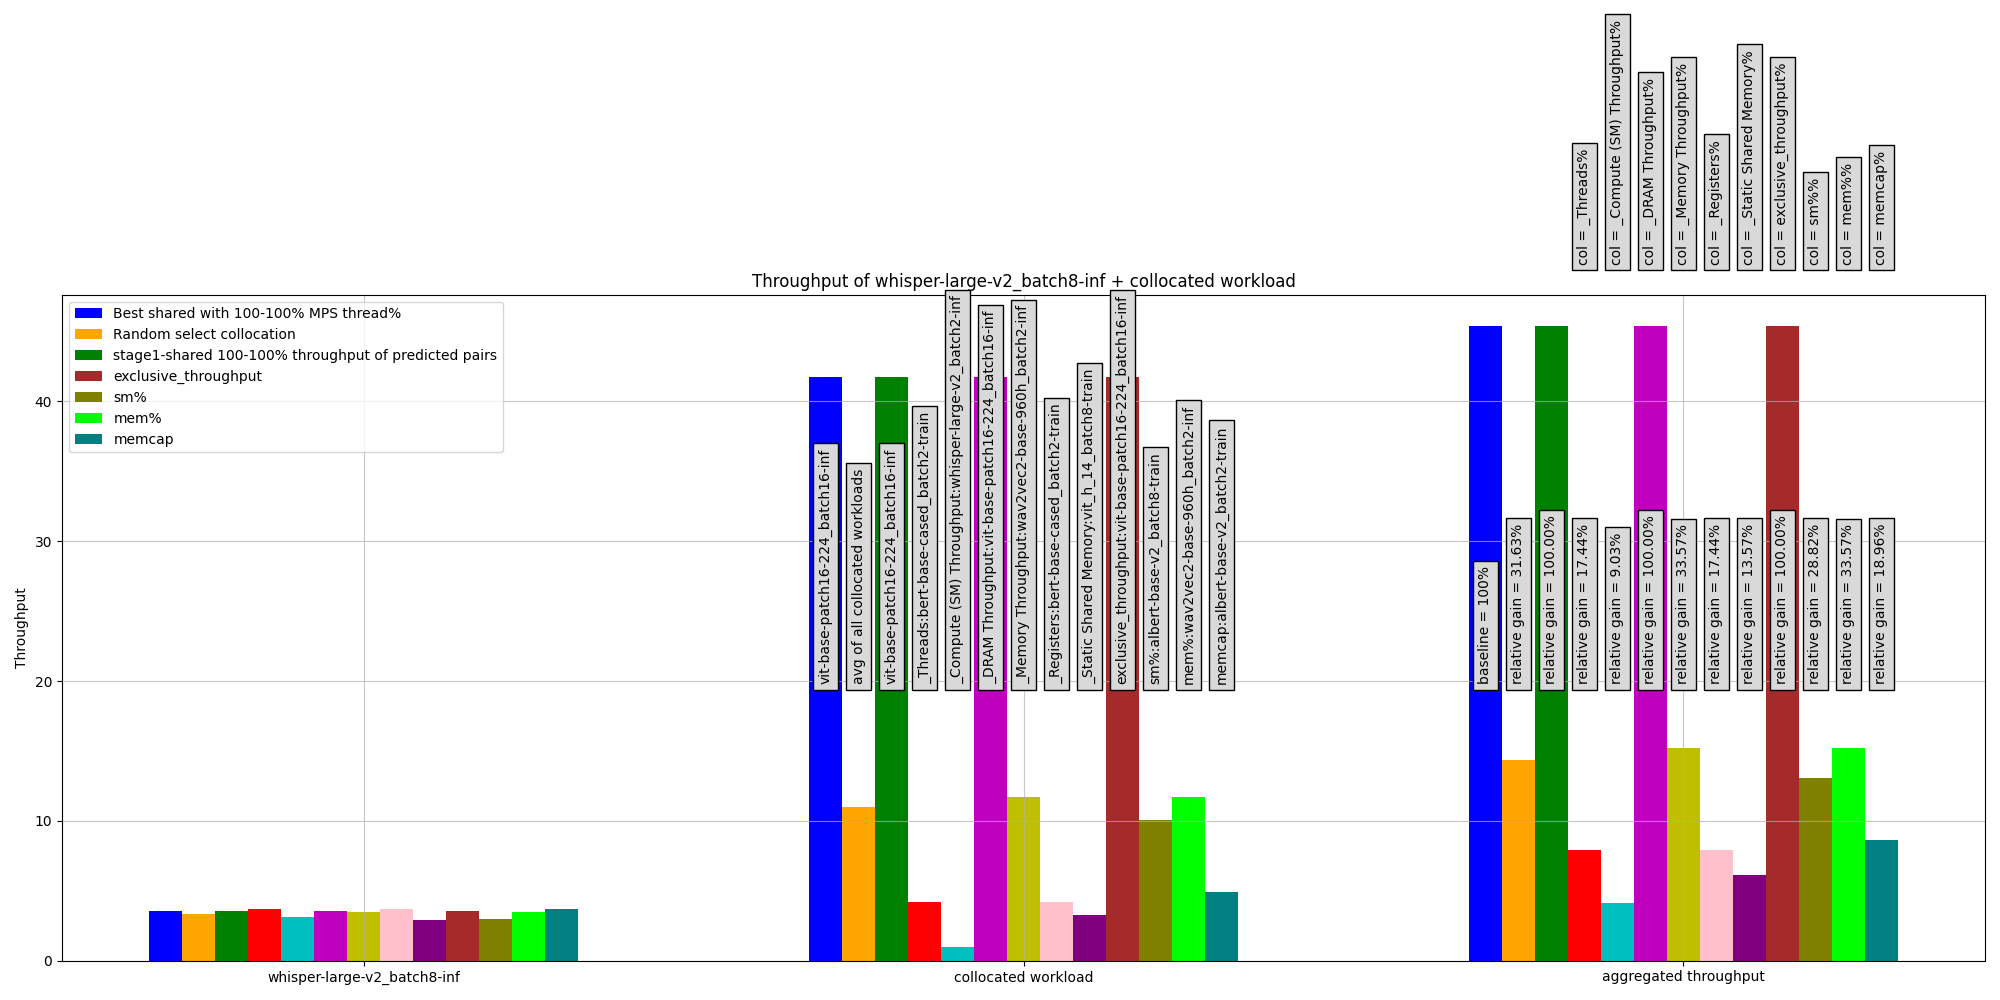 col = _Threads%
col = _Compute (SM) Throughput%
col = _DRAM Throughput%
col = _Memory Throughput%
col = _Registers%
col = _Static Shared Memory%
col = exclusive_throughput%
col = sm%%
col = mem%%
col = memcap%
Throughput of whisper-large-v2_batch8-inf + collocated workload
Best shared with 100-100% MPS thread%
Random select collocation
stage1-shared 100-100% throughput of predicted pairs
exclusive_throughput
sm%
mem%
memcap
Throughput
40
30
20
10
0
vit-base-patch16-224_batch16-inf
avg of all collocated workloads
vit-base-patch16-224_batch16-inf
_Threads:bert-base-cased_batch2-train
_Compute (SM) Throughput:whisper-large-v2_batch2-inf
_DRAM Throughput:vit-base-patch16-224_batch16-inf
_Memory Throughput:wav2vec2-base-960h_batch2-inf
_Registers:bert-base-cased_batch2-train
_Static Shared Memory:vit_h_14_batch8-train
exclusive_throughput:vit-base-patch16-224_batch16-inf
sm%:albert-base-v2_batch8-train
mem%:wav2vec2-base-960h_batch2-inf
memcap:albert-base-v2_batch2-train
baseline = 100%
relative gain = 31.63%
relative gain = 100.00%
relative gain = 17.44%
relative gain = 9.03%
relative gain = 100.00%
relative gain = 33.57%
relative gain = 17.44%
relative gain = 13.57%
relative gain = 100.00%
relative gain = 28.82%
relative gain = 33.57%
relative gain = 18.96%
whisper-large-v2_batch8-inf
collocated workload
aggregated throughput